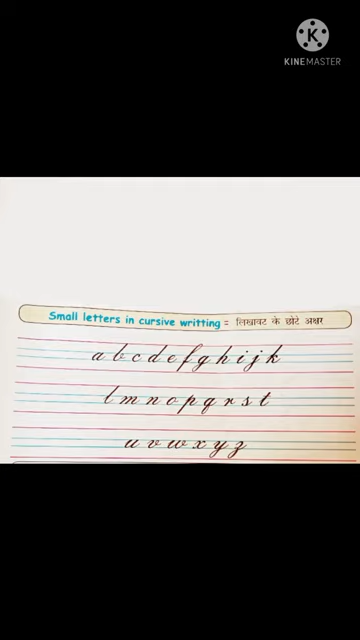 KINEMASTER
Small letters in cursive writting = लिखावट के छोटे अक्षर
a b c d e f g h i j k
l m n o p q r s t
u v w x y z